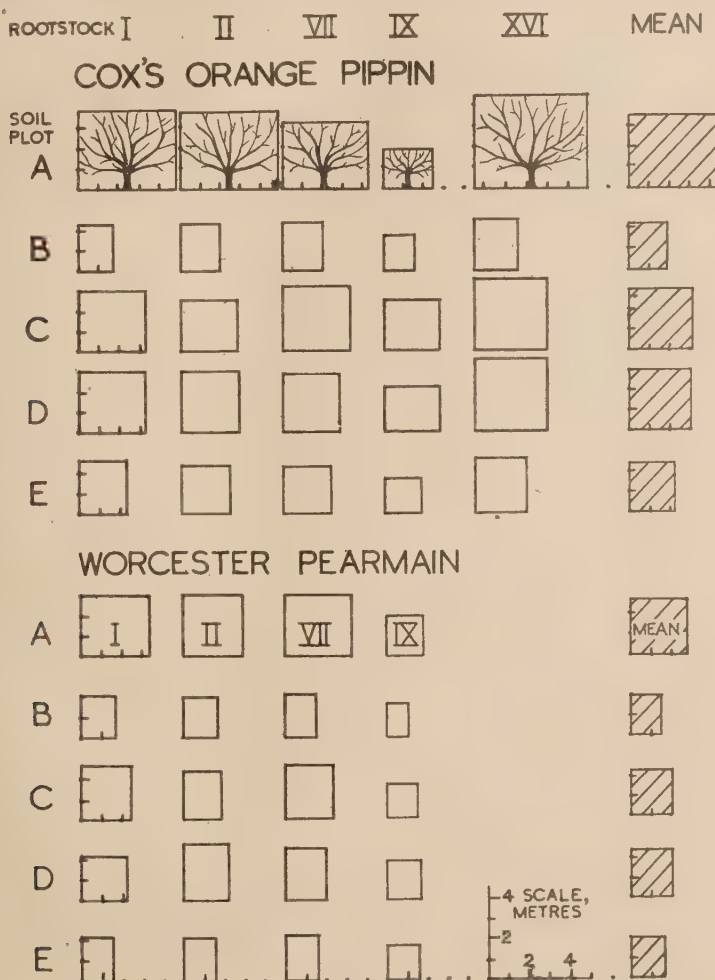 ROOTSTOCK I II VII IX XVI MEAN
COX'S ORANGE PIPPIN
SOIL
PLOT
A
B
C
D
E
WORCESTER PEARMAIN
A I II VII IX MEAN
B
C
D
4 SCALE,
METRES
2
E 2 4